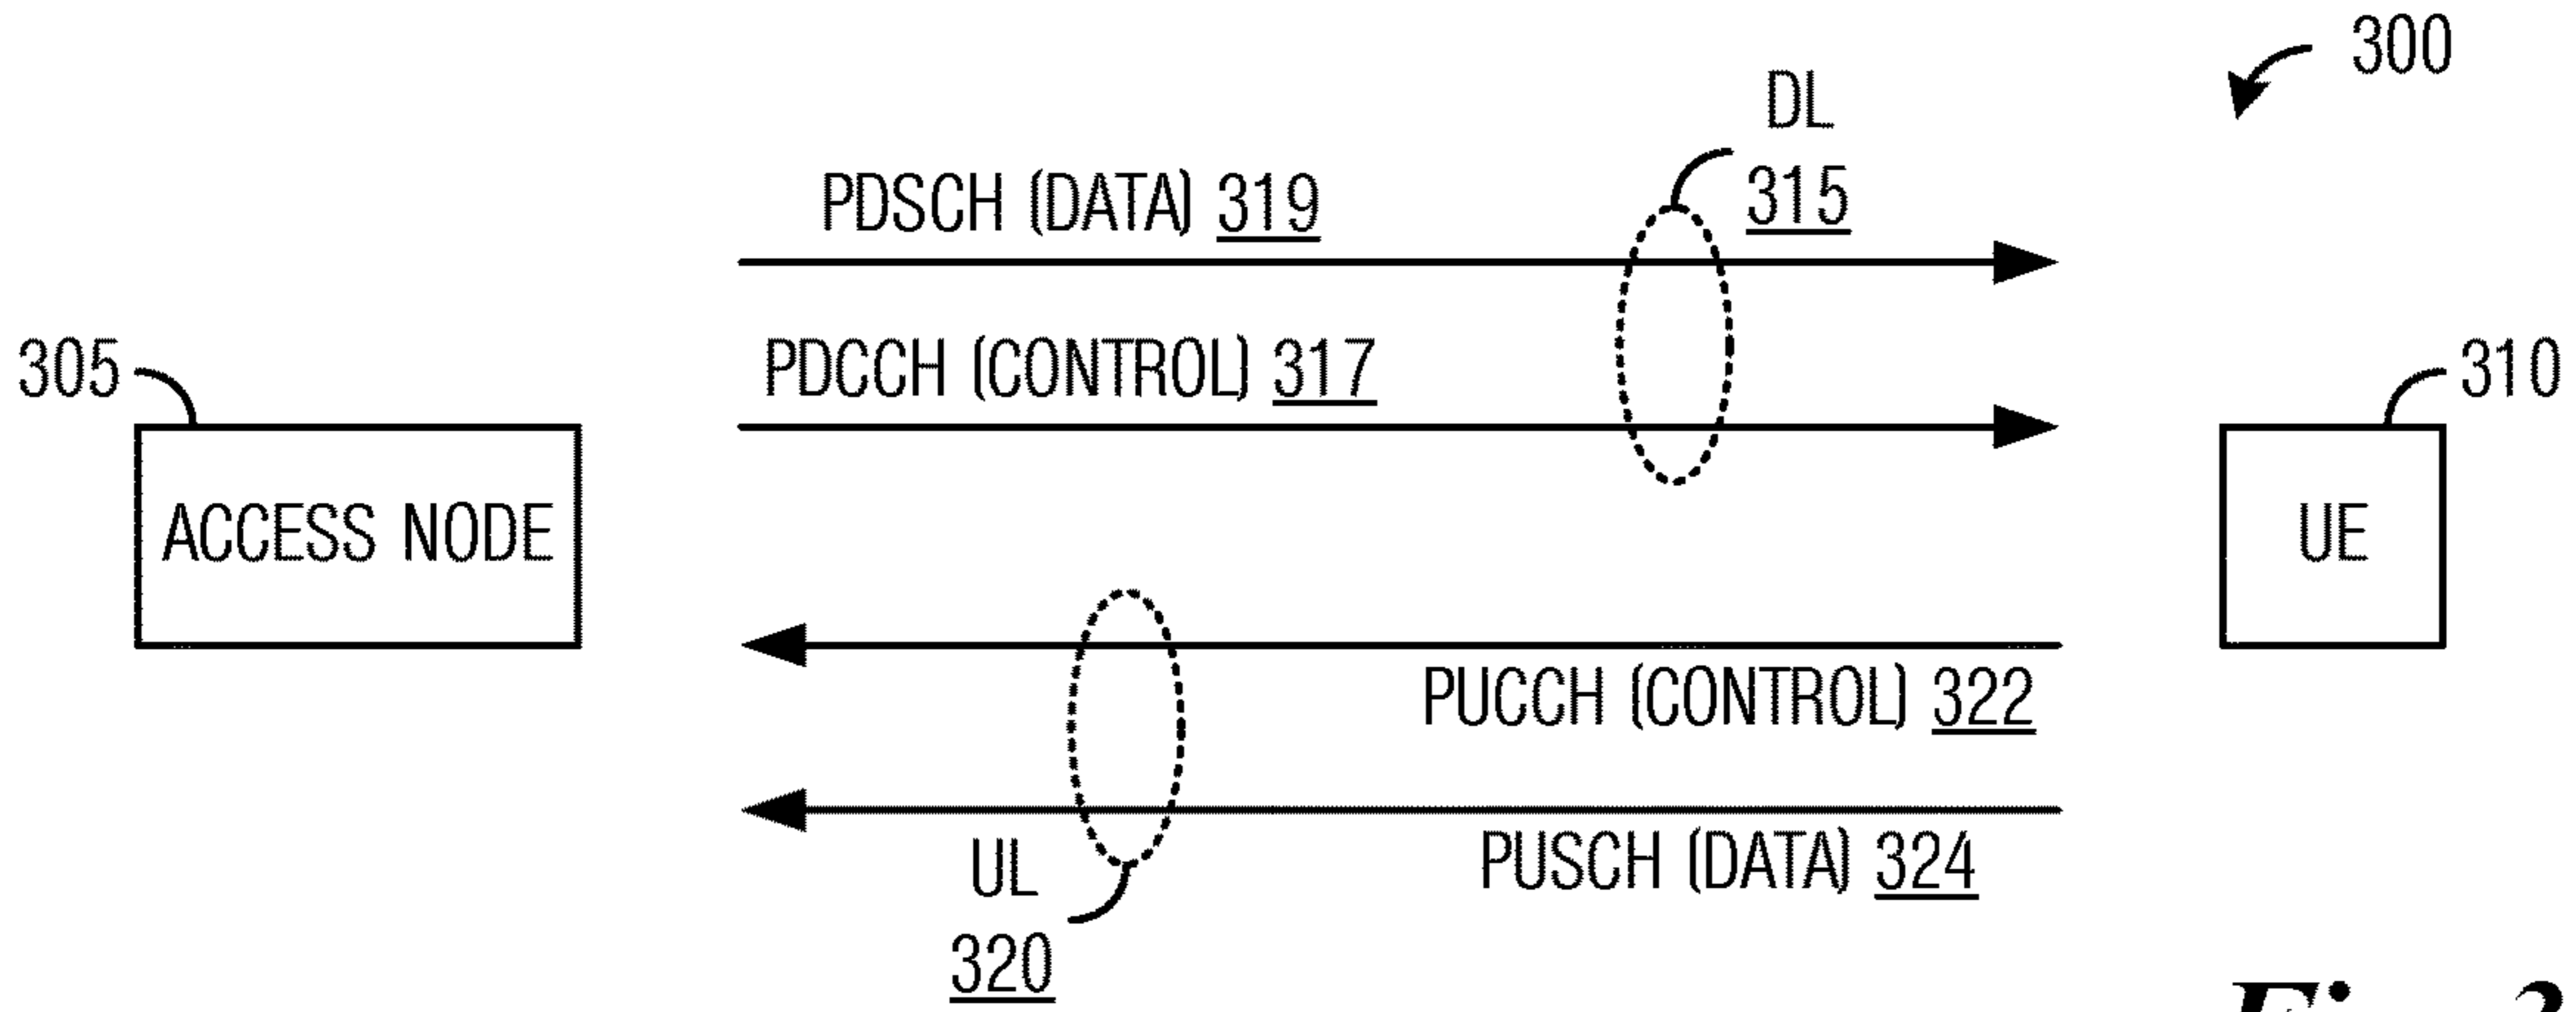 300
DL
315
PDSCH (DATA) 319
PDCCH (CONTROL) 317
305
310
ACCESS NODE
UE
PUCCH (CONTROL) 322
PUSCH (DATA) 324
UL
320